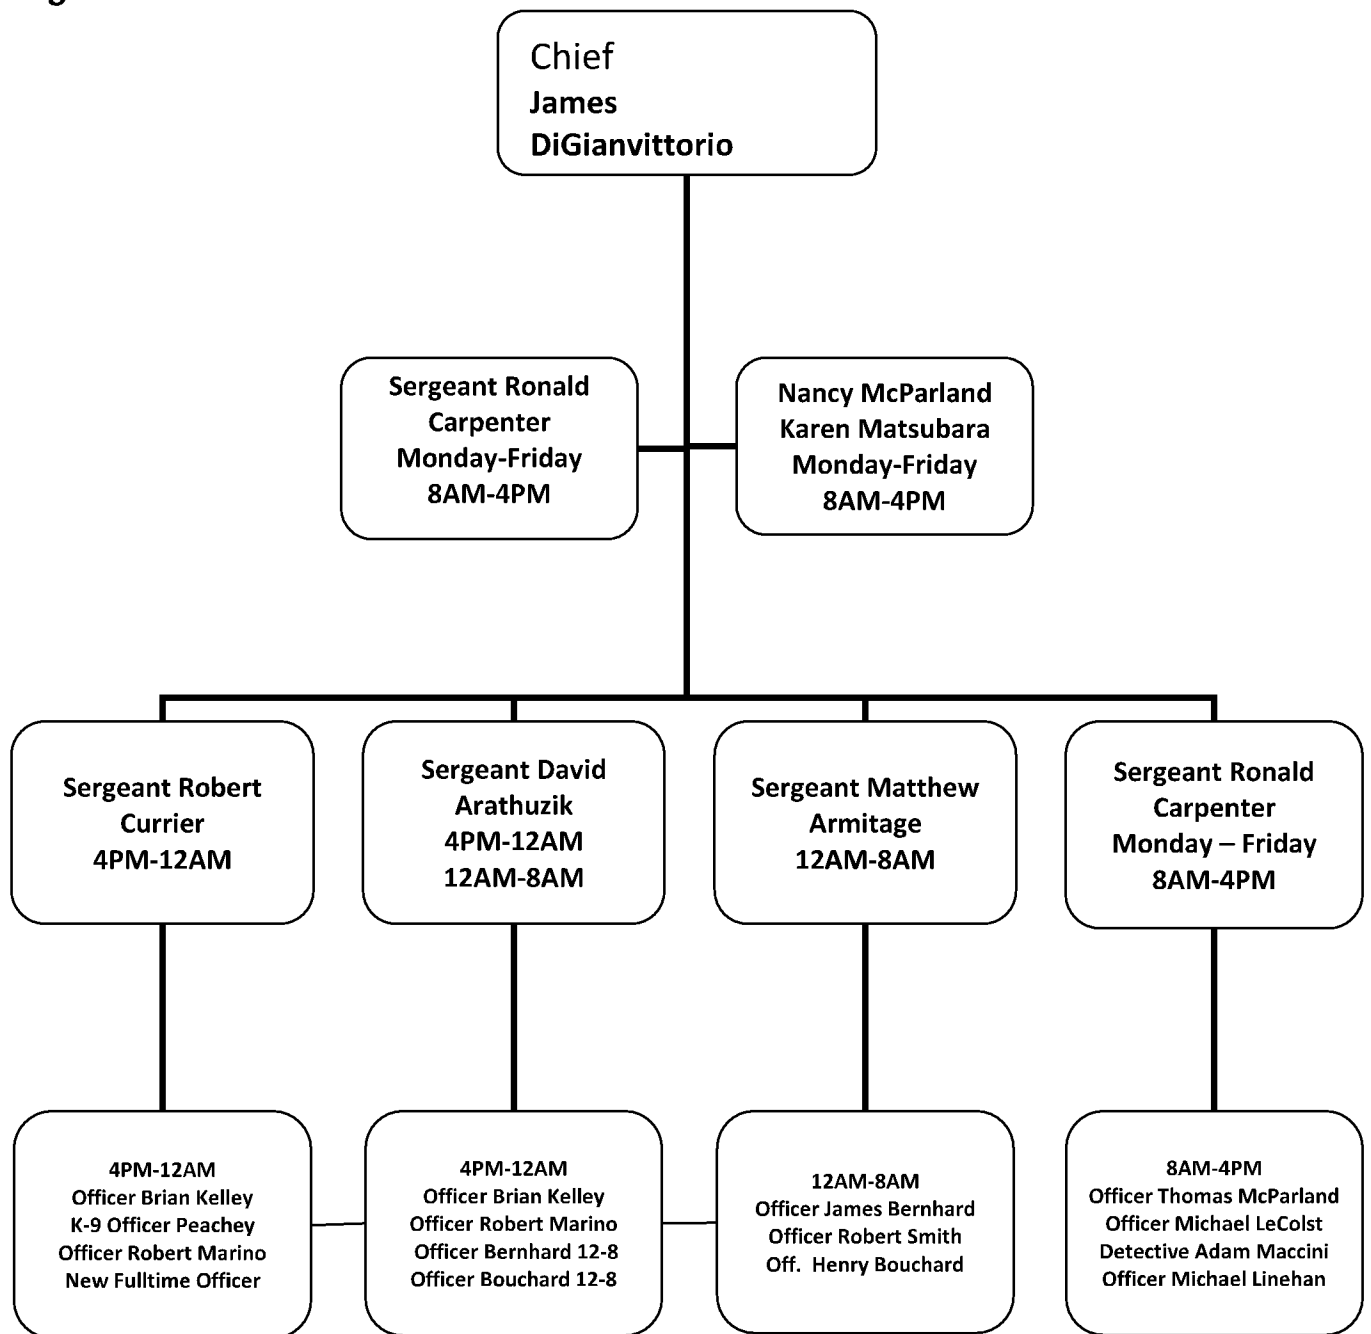 Chief
James
DiGianvittorio
Sergeant Ronald
Carpenter
Monday-Friday
8AM-4PM
Nancy McParland
Karen Matsubara
Monday-Friday
8AM-4PM
Sergeant Robert
Currier
4PM-12AM
Sergeant David
Arathuzik
4PM-12AM
12AM-8AM
Sergeant Matthew
Armitage
12AM-8AM
Sergeant Ronald
Carpenter
Monday – Friday
8AM-4PM
4PM-12AM
Officer Brian Kelley
K-9 Officer Peachey
Officer Robert Marino
New Fulltime Officer
4PM-12AM
Officer Brian Kelley
Officer Robert Marino
Officer Bernhard 12-8
Officer Bouchard 12-8
12AM-8AM
Officer James Bernhard
Officer Robert Smith
Off.  Henry Bouchard
8AM-4PM
Officer Thomas McParland
Officer Michael LeColst
Detective Adam Maccini
Officer Michael Linehan